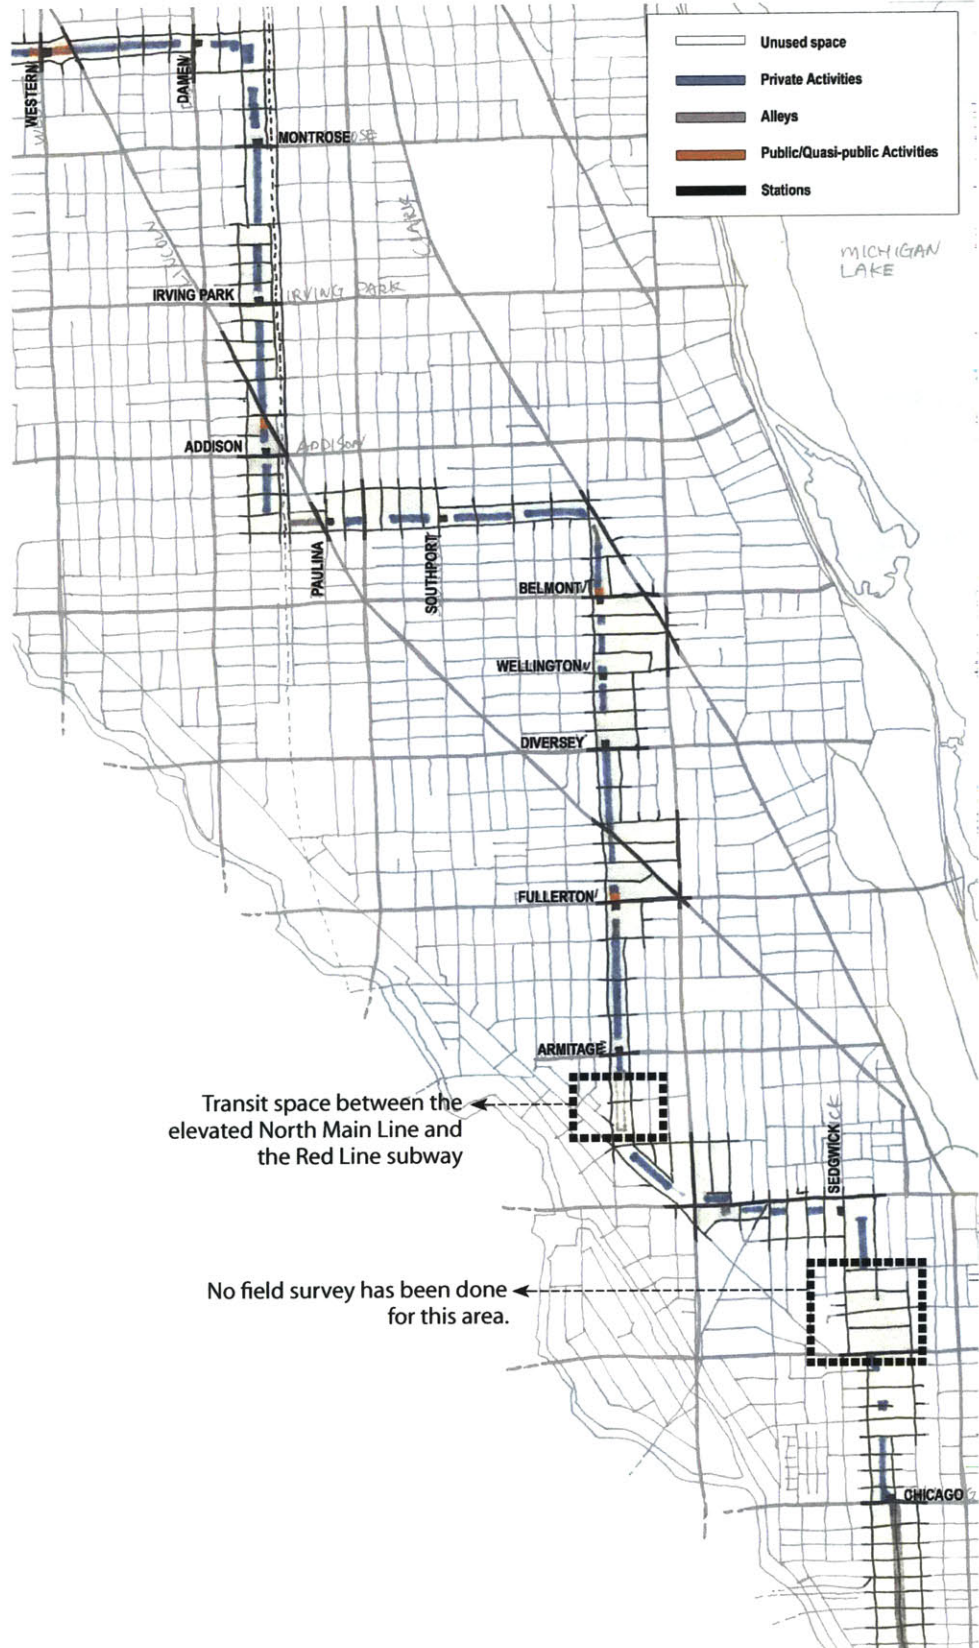 Unused space
Private Activities
Alleys
Public/Quasi-public Activities
Stations
WESTERN
DAMEN
MONTROSE
LINCOLN
CLARK
MICHIGAN
LAKE
IRVING PARK
IRVING PARK
ADDISON
ADDISON
PAULINA
SOUTHPORT
BELMONT
WELLINGTON
DIVERSEY
FULLERTON
ARMITAGE
Transit space between the
elevated North Main Line and
the Red Line subway
SEDGWICK
No field survey has been done
for this area.
CHICAGO